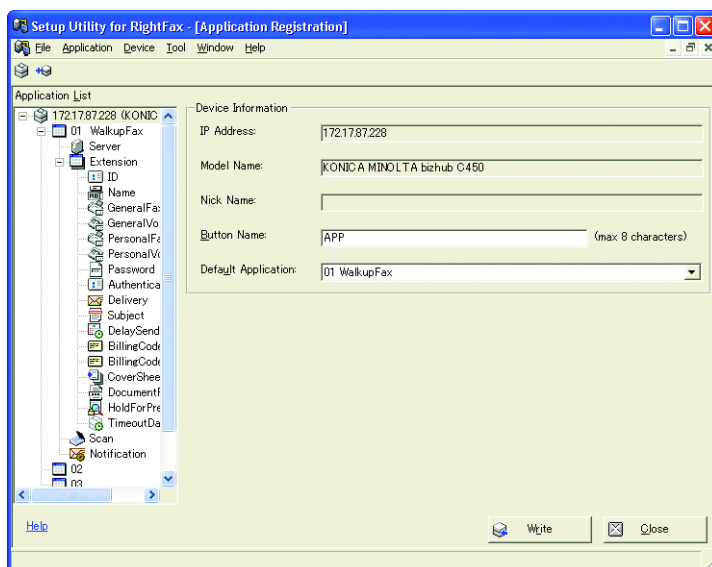 Setup Utility for RightFax - [Application Registration]
File Application Device Tool Window Help
Application List
172.17.87.228 (KONIC
01 WalkupFax
Server
Extension
ID
Name
GeneralFa
GeneralVo
PersonalFa
PersonalVo
Password
Authentica
Delivery
Subject
DelaySend
BillingCode
BillingCode
CoverShee
DocumentF
HoldForPre
TimeoutDa
Scan
Notification
02
03
Device Information
IP Address: 172.17.87.228
Model Name: KONICA MINOLTA bizhub C450
Nick Name:
Button Name: APP (max 8 characters)
Default Application: 01 WalkupFax
Help
Write Close